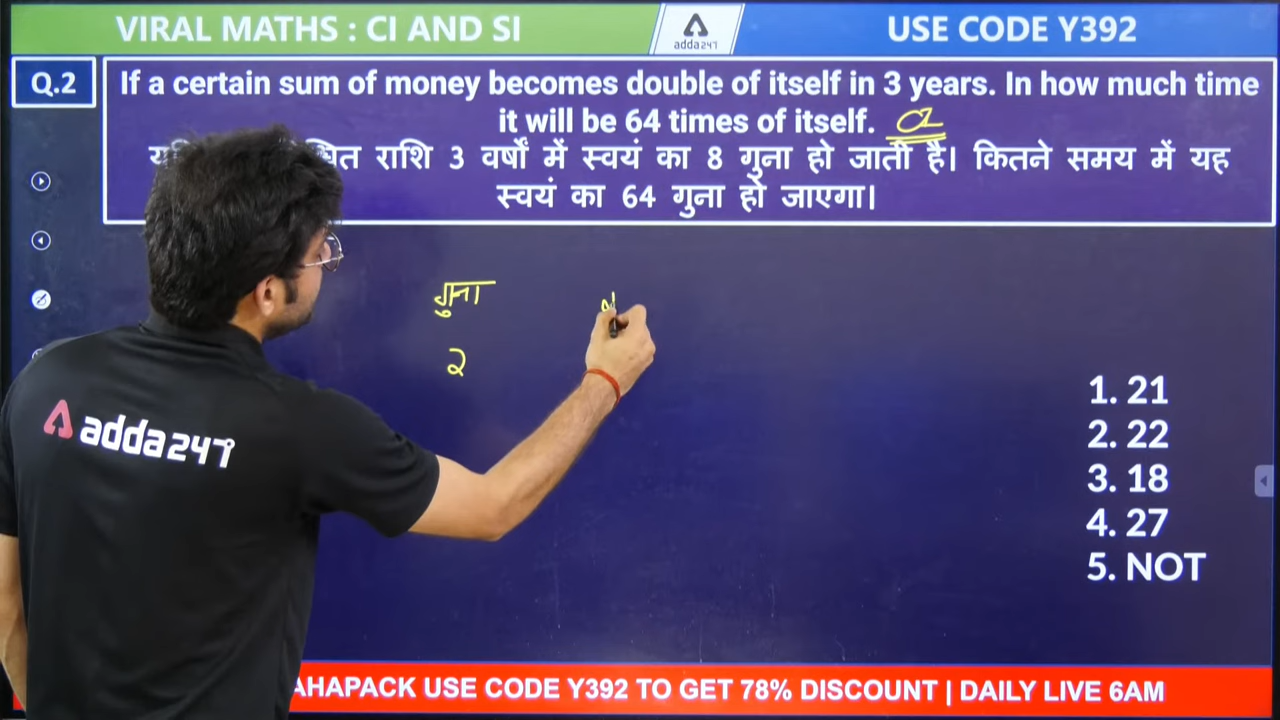 VIRAL MATHS : CI AND SI
adda247
USE CODE Y392
Q.2
If a certain sum of money becomes double of itself in 3 years. In how much time
it will be 64 times of itself. CI
राशि 3 वर्षों में स्वयं का 8 गुना हो जाती है। कितने समय में यह
स्वयं का 64 गुना हो जाएगा।
गुना
2
1. 21
2. 22
3. 18
4. 27
5. NOT
adda247
AHAPACK USE CODE Y392 TO GET 78% DISCOUNT | DAILY LIVE 6AM